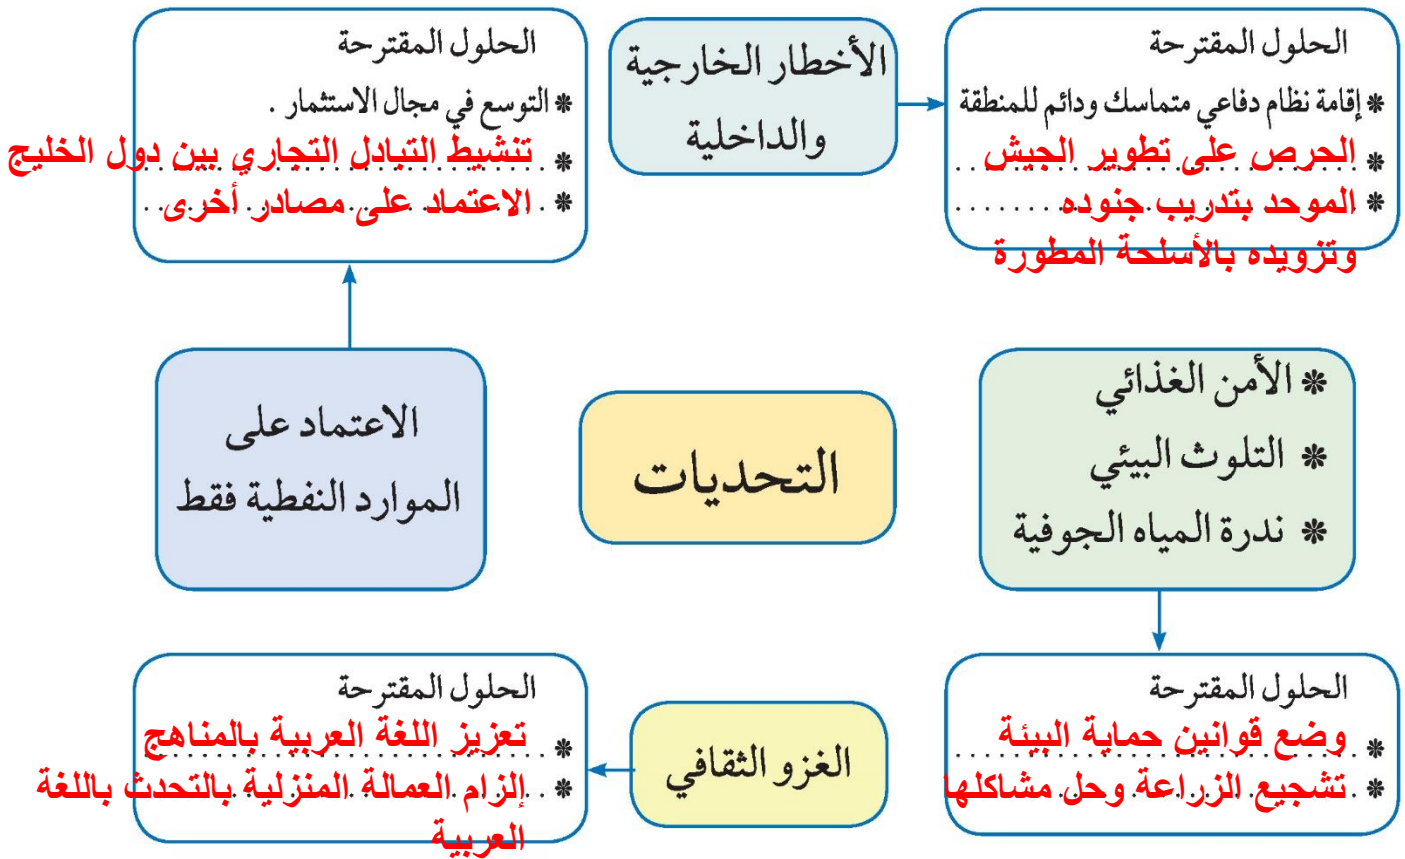 الأخطار الخارجية
والداخلية
الحلول المقترحة
* إقامة نظام دفاعي متماسك ودائم للمنطقة
* الحرص على تطوير الجيش
* الموحد بتدريب جنوده
وتزويده بالأسلحة المطورة
الحلول المقترحة
* التوسع في مجال الاستثمار .
* تنشيط التبادل التجاري بين دول الخليج
* الاعتماد على مصادر أخرى
* الأمن الغذائي
* التلوث البيئي
* ندرة المياه الجوفية
التحديات
الاعتماد على
الموارد النفطية فقط
الحلول المقترحة
* وضع قوانين حماية البيئة
* تشجيع الزراعة وحل مشاكلها
الغزو الثقافي
الحلول المقترحة
* تعزيز اللغة العربية بالمناهج
* إلزام العمالة المنزلية بالتحدث باللغة
العربية